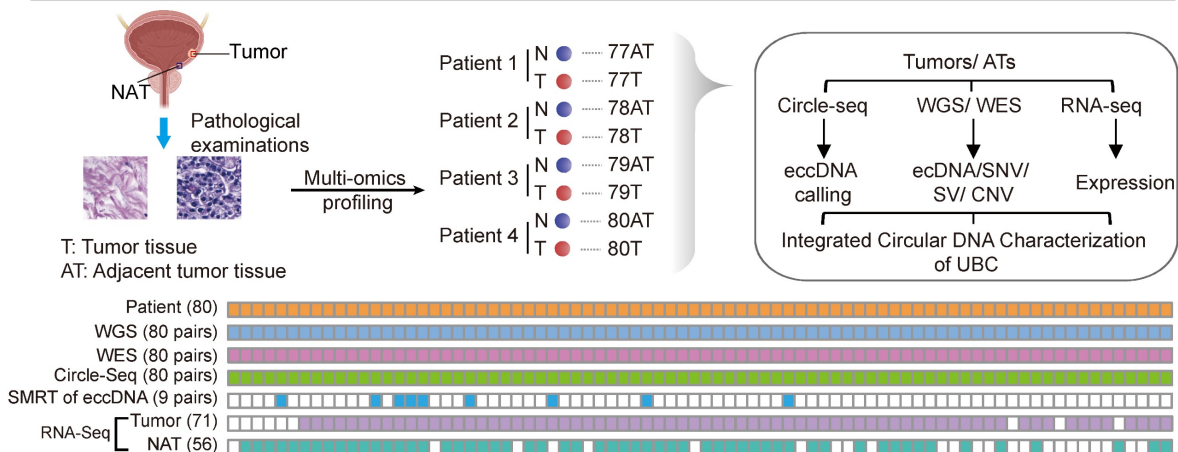 Tumor
NAT
Pathological
examinations
Multi-omics
profiling
T: Tumor tissue
AT: Adjacent tumor tissue
Patient 1
N
77AT
T
77T
Patient 2
N
78AT
T
78T
Patient 3
N
79AT
T
79T
Patient 4
N
80AT
T
80T
Tumors/ ATs
Circle-seq
WGS/ WES
RNA-seq
eccDNA
calling
ecDNA/SNV/
SV/ CNV
Expression
Integrated Circular DNA Characterization
of UBC
Patient (80)
WGS (80 pairs)
WES (80 pairs)
Circle-Seq (80 pairs)
SMRT of eccDNA (9 pairs)
RNA-Seq
Tumor (71)
NAT (56)